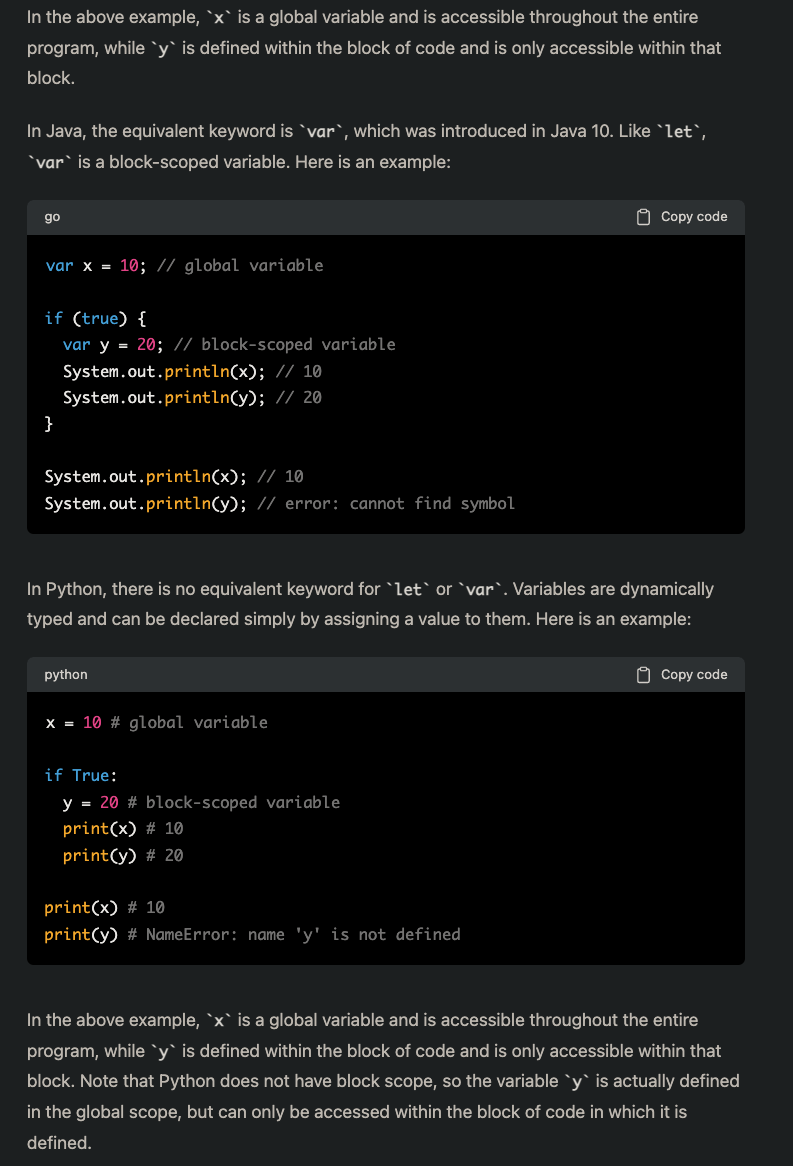 In the above example, `x` is a global variable and is accessible throughout the entire
program, while `y` is defined within the block of code and is only accessible within that
block.
In Java, the equivalent keyword is `var`, which was introduced in Java 10. Like `let`,
`var` is a block-scoped variable. Here is an example:
go Copy code
var x = 10; // global variable
if (true) {
  var y = 20; // block-scoped variable
  System.out.println(x); // 10
  System.out.println(y); // 20
}
System.out.println(x); // 10
System.out.println(y); // error: cannot find symbol
In Python, there is no equivalent keyword for `let` or `var`. Variables are dynamically
typed and can be declared simply by assigning a value to them. Here is an example:
python Copy code
x = 10 # global variable
if True:
  y = 20 # block-scoped variable
  print(x) # 10
  print(y) # 20
print(x) # 10
print(y) # NameError: name 'y' is not defined
In the above example, `x` is a global variable and is accessible throughout the entire
program, while `y` is defined within the block of code and is only accessible within that
block. Note that Python does not have block scope, so the variable `y` is actually defined
in the global scope, but can only be accessed within the block of code in which it is
defined.